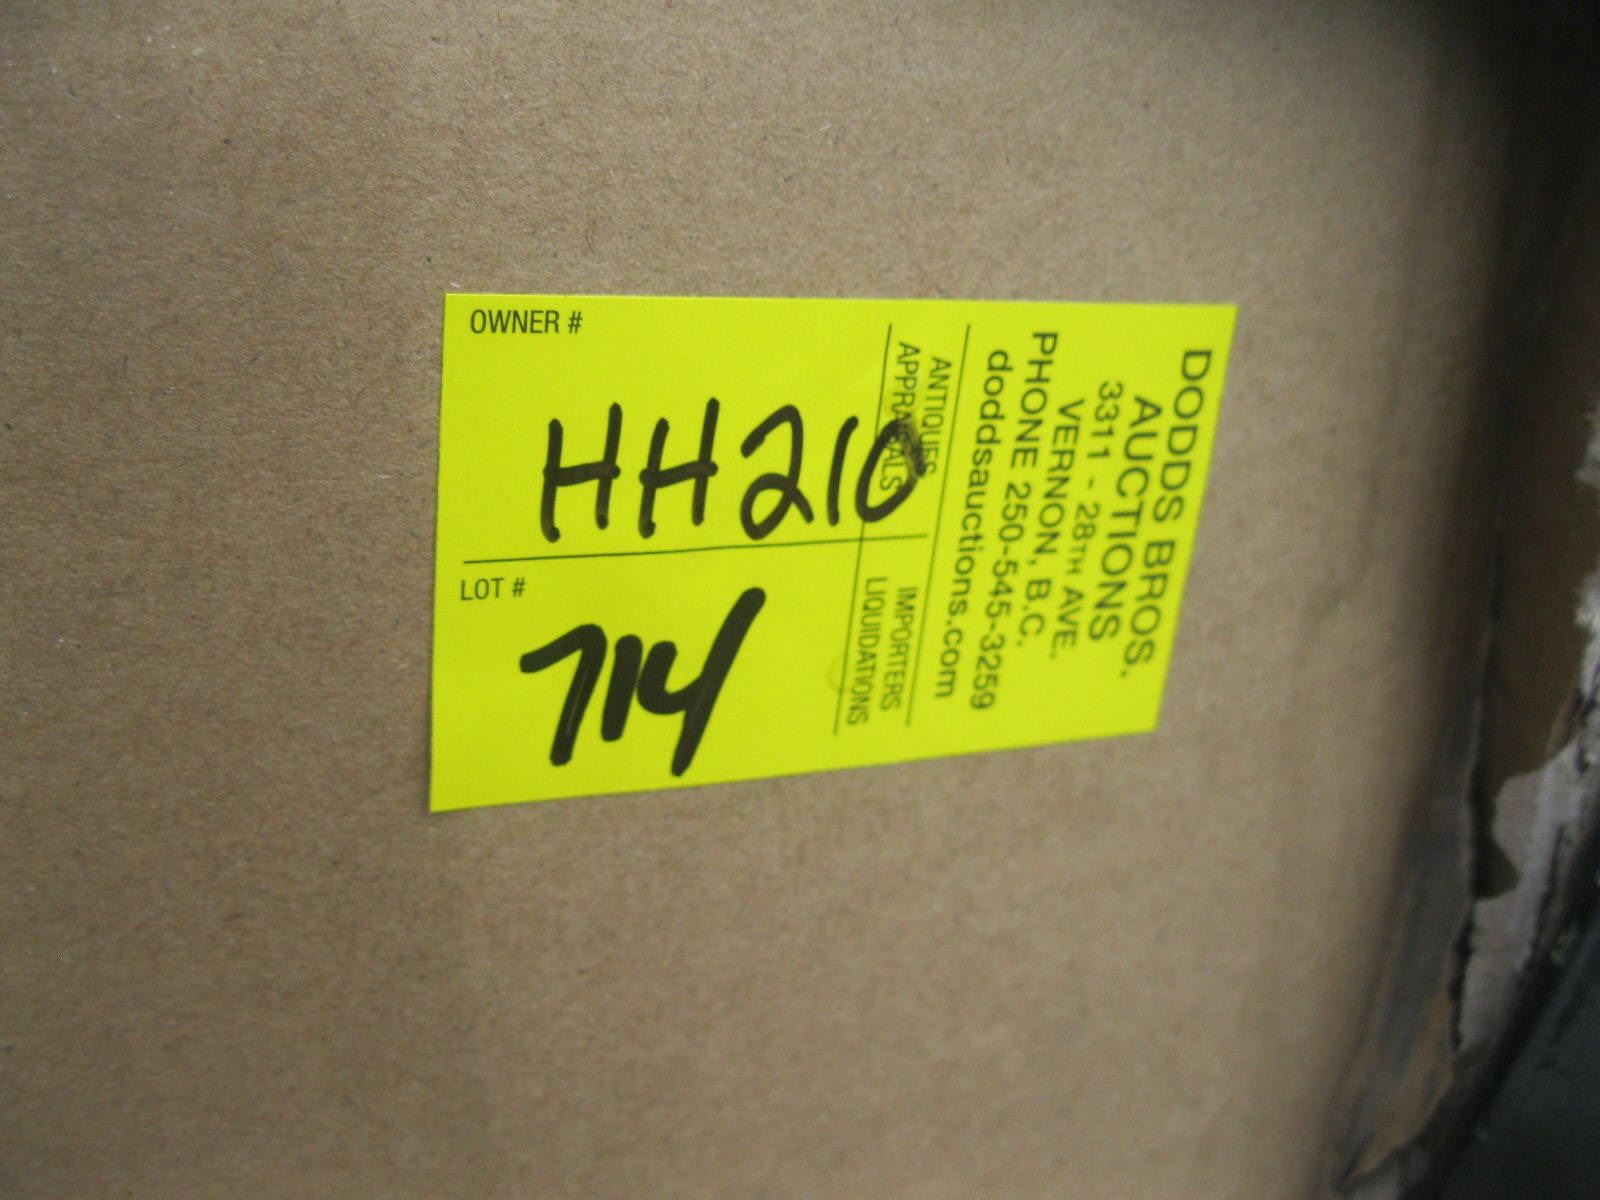 OWNER #
HH210
LOT #
714
DODDS BROS.
AUCTIONS
3311 - 28TH AVE.
VERNON, B.C.
PHONE 250-545-3259
doddsauctions.com
ANTIQUES IMPORTERS
APPRAISALS LIQUIDATIONS